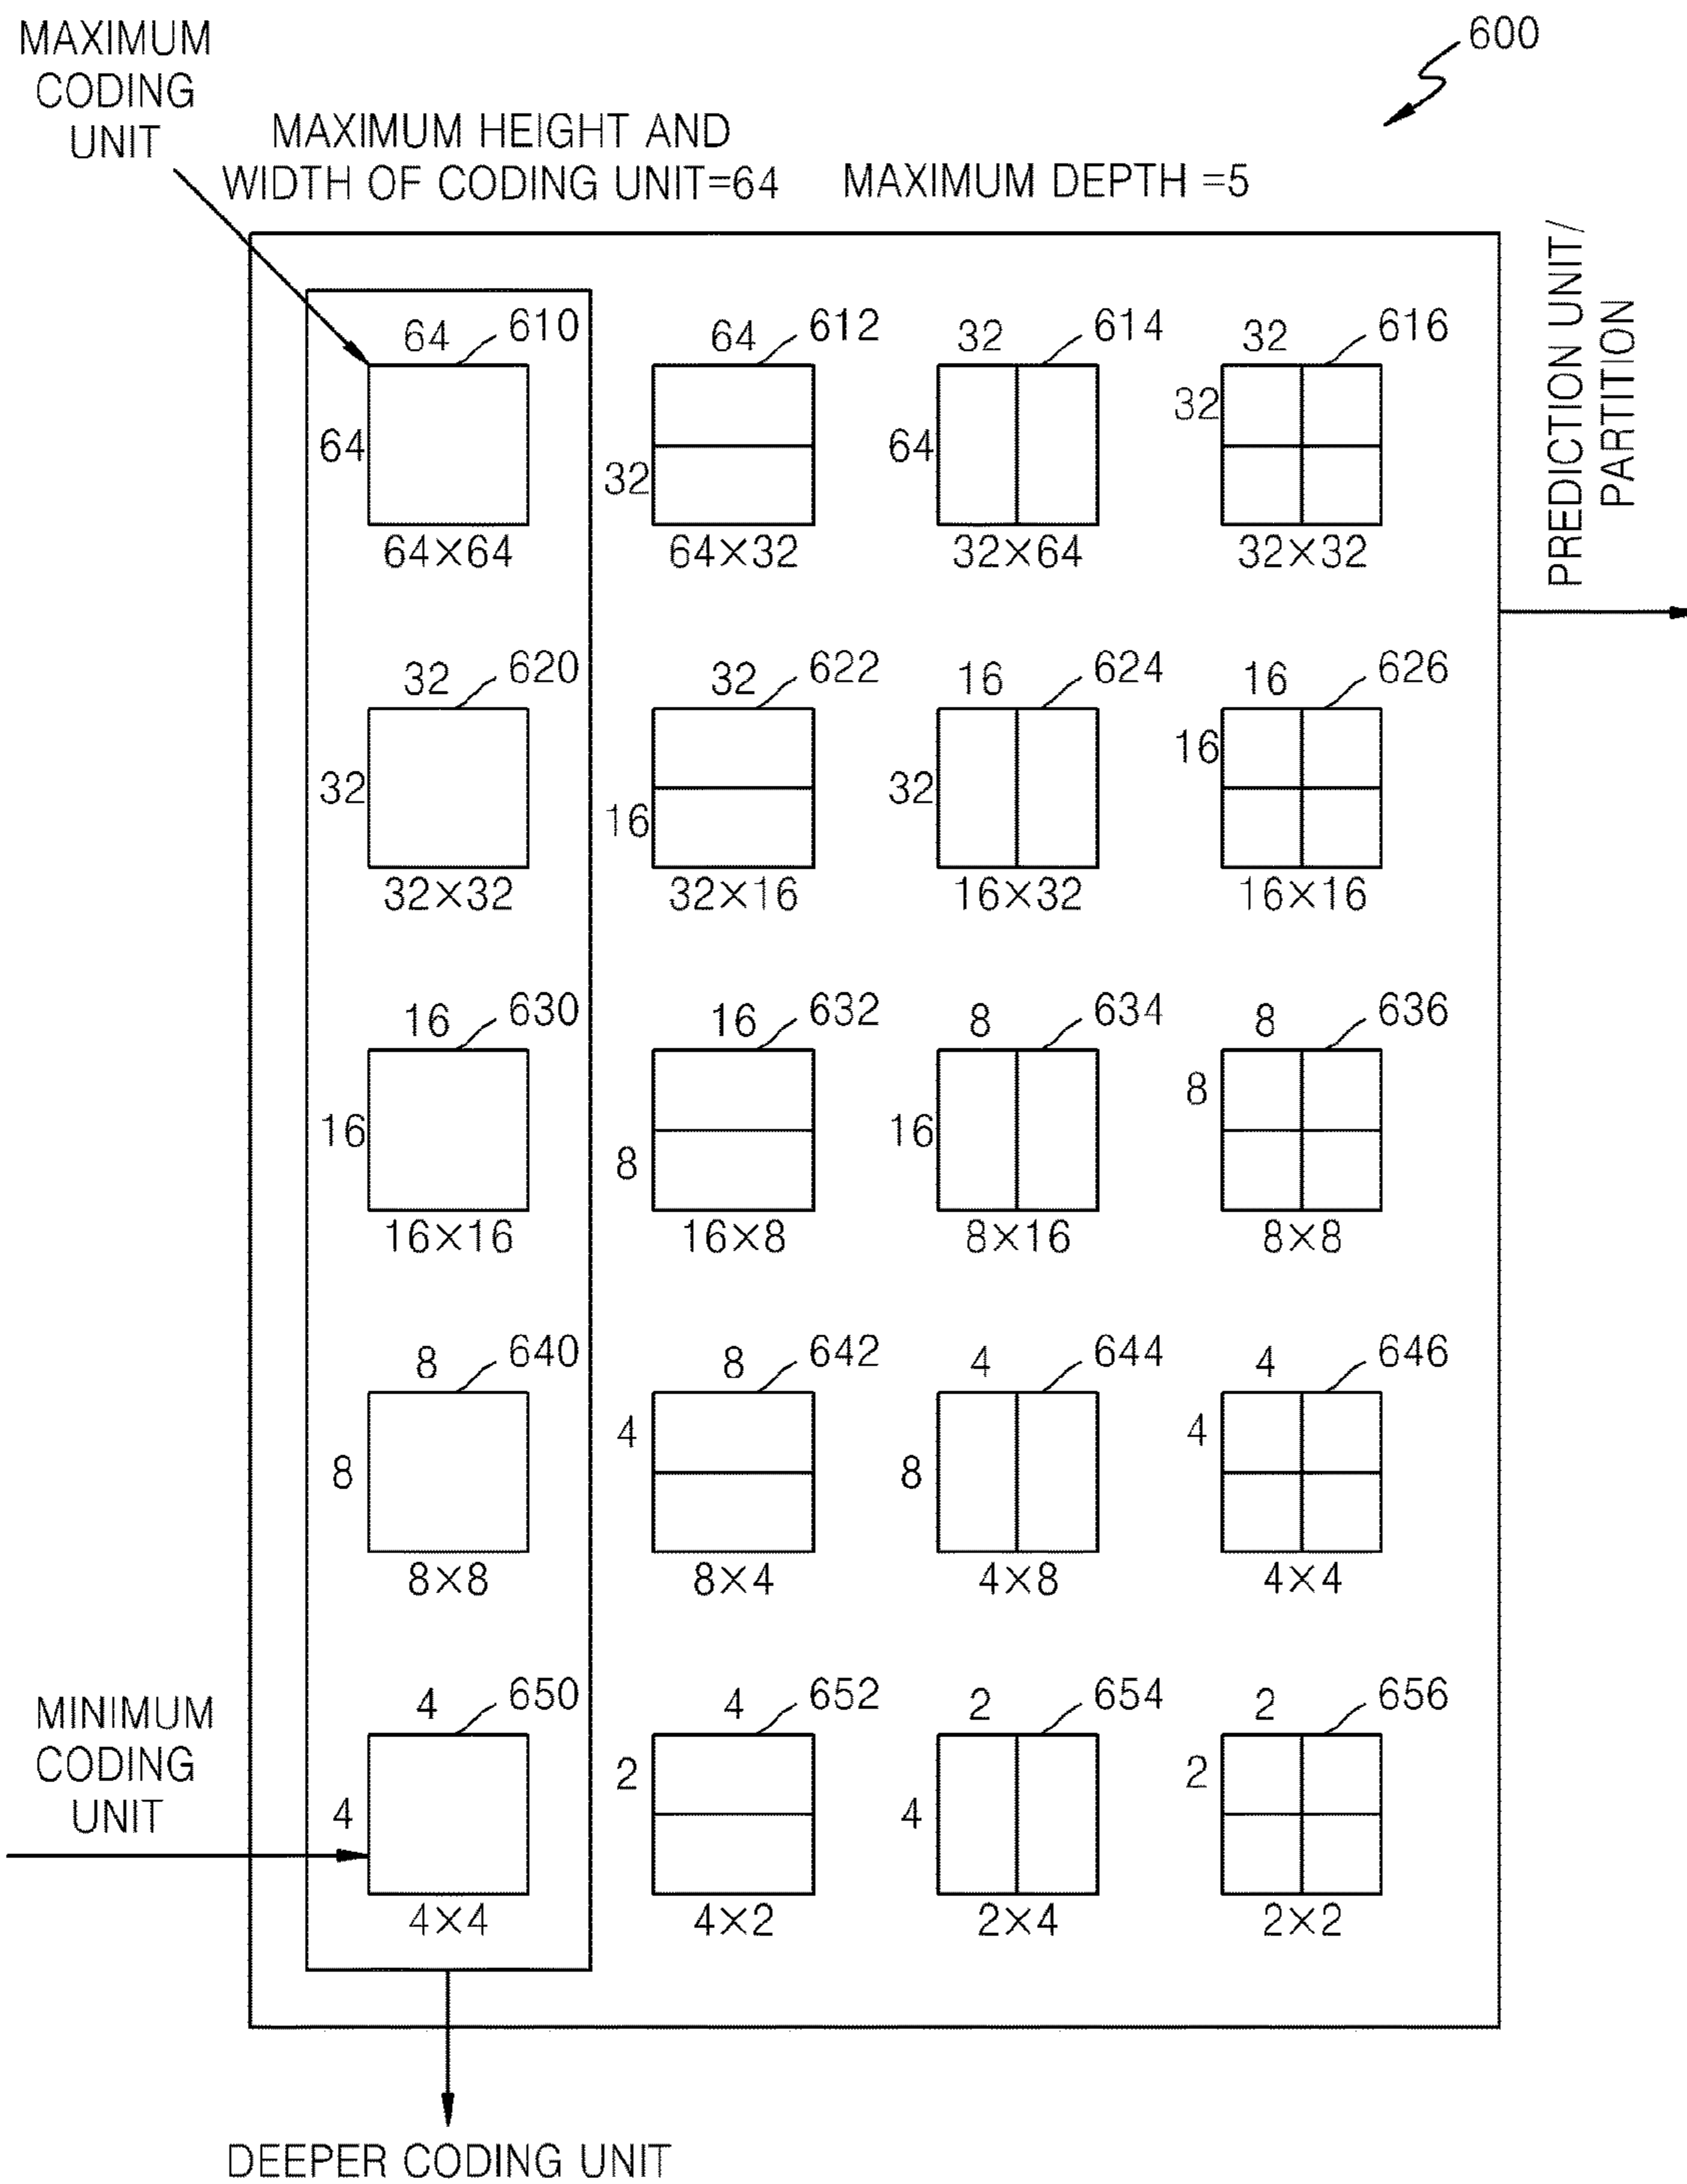 600
MAXIMUM
CODING
UNIT
MAXIMUM HEIGHT AND
WIDTH OF CODING UNIT=64
MAXIMUM DEPTH =5
PREDICTION UNIT/
PARTITION
64 610 64 612 32 614 32 616
64 32 64 32
64×64 64×32 32×64 32×32
32 620 32 622 16 624 16 626
32 16 32 16
32×32 32×16 16×32 16×16
16 630 16 632 8 634 8 636
16 8 16 8
16×16 16×8 8×16 8×8
8 640 8 642 4 644 4 646
8 4 8 4
8×8 8×4 4×8 4×4
MINIMUM
CODING
UNIT
4 650 4 652 2 654 2 656
4 2 4 2
4×4 4×2 2×4 2×2
DEEPER CODING UNIT